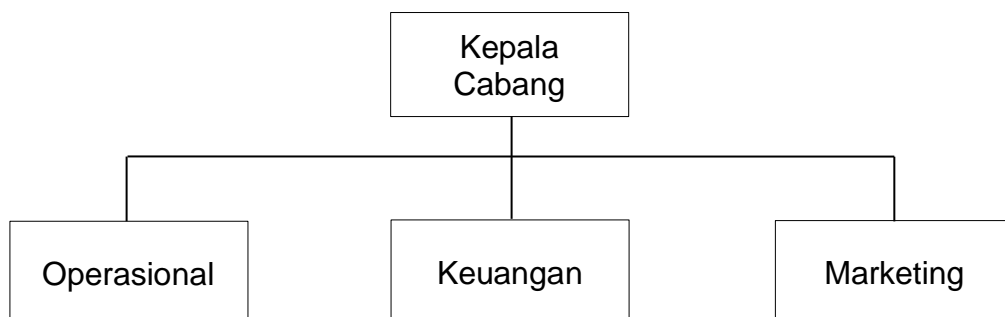 Kepala
Cabang
Operasional
Keuangan
Marketing